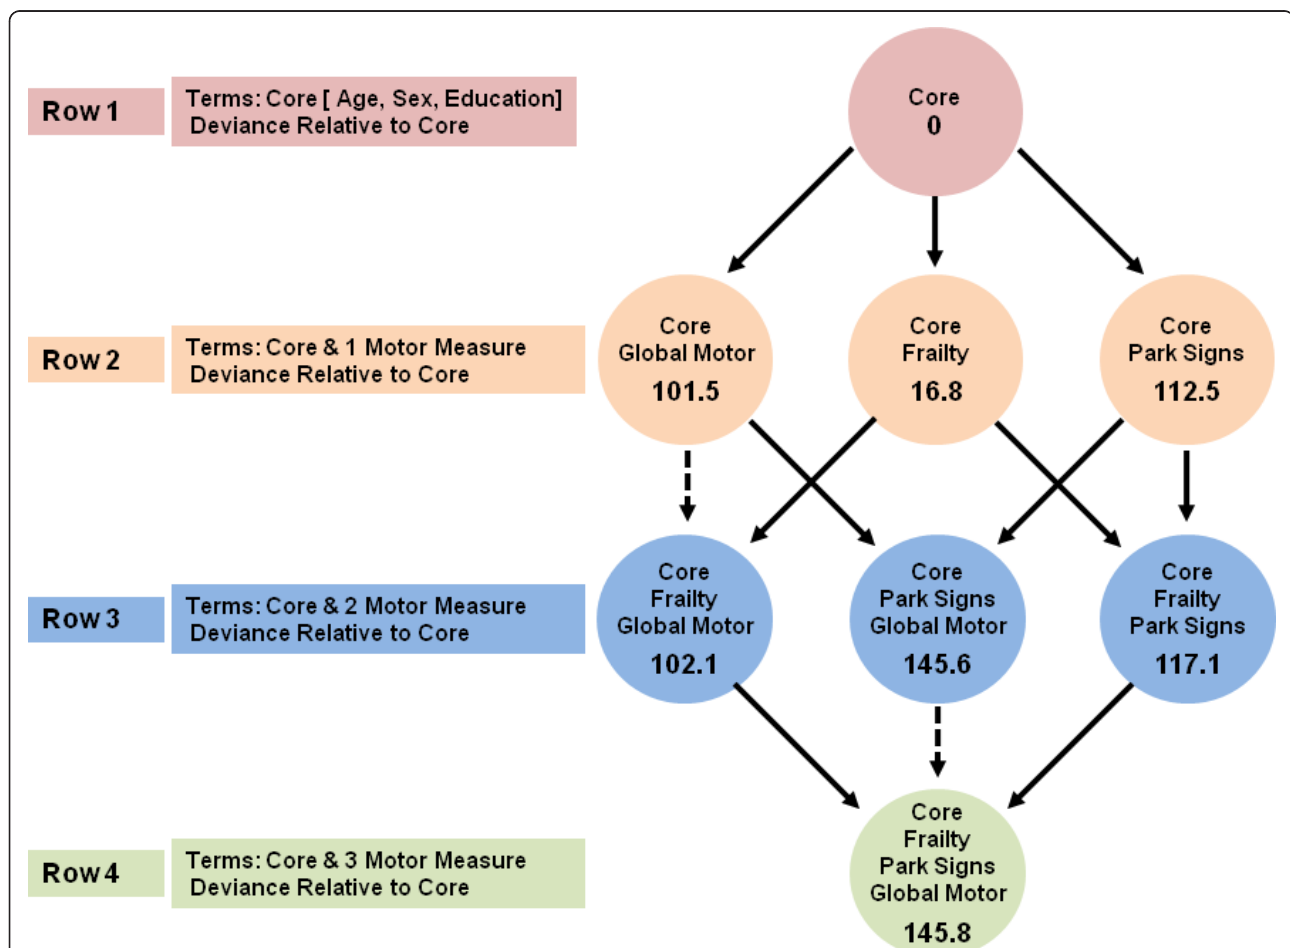 Row 1
Terms: Core [ Age, Sex, Education]
Deviance Relative to Core
Core
0
Row 2
Terms: Core & 1 Motor Measure
Deviance Relative to Core
Core
Global Motor
101.5
Core
Frailty
16.8
Core
Park Signs
112.5
Row 3
Terms: Core & 2 Motor Measure
Deviance Relative to Core
Core
Frailty
Global Motor
102.1
Core
Park Signs
Global Motor
145.6
Core
Frailty
Park Signs
117.1
Row 4
Terms: Core & 3 Motor Measure
Deviance Relative to Core
Core
Frailty
Park Signs
Global Motor
145.8